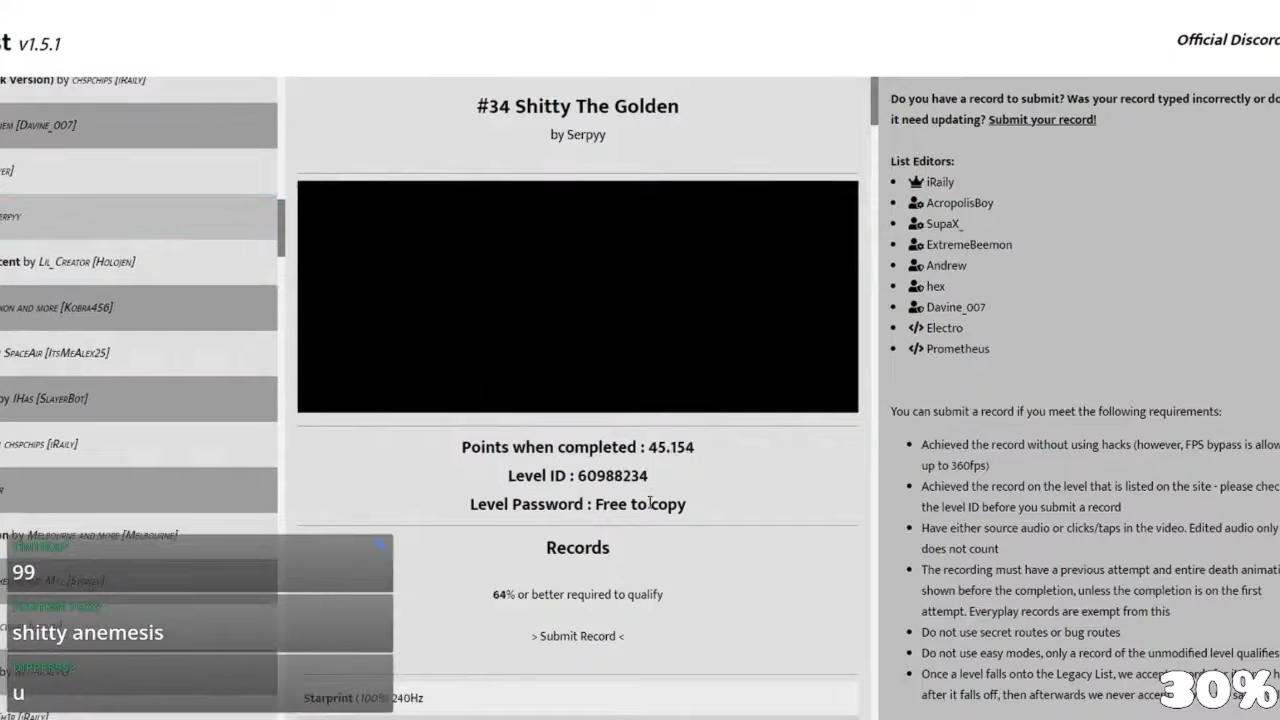 st v1.5.1
Official Discord
k Version) by chspchips [iRaily]
#34 Shitty The Golden
by Serpyy
Do you have a record to submit? Was your record typed incorrectly or do
it need updating? Submit your record!
em [Davine_007]
yer]
erpyy
cent by Lil_Creator [Holojen]
xon and more [Kobra456]
SpaceAir [ItsMeAlex25]
by IHas [SlayerBot]
chspchips [iRaily]
on by Melbourne and more [Melbourne]
List Editors:
iRaily
AcropolisBoy
SupaX_
ExtremeBeemon
Andrew
hex
Davine_007
Electro
Prometheus
Points when completed : 45.154
Level ID : 60988234
Level Password : Free to copy
Records
64% or better required to qualify
> Submit Record <
Starprint (100%) 240Hz
You can submit a record if you meet the following requirements:
Achieved the record without using hacks (however, FPS bypass is allow
up to 360fps)
Achieved the record on the level that is listed on the site - please chec
the level ID before you submit a record
Have either source audio or clicks/taps in the video. Edited audio only
does not count
The recording must have a previous attempt and entire death animati
shown before the completion, unless the completion is on the first
attempt. Everyplay records are exempt from this
Do not use secret routes or bug routes
Do not use easy modes, only a record of the unmodified level qualifies
Once a level falls onto the Legacy List, we accep
after it falls off, then afterwards we never accep
99
shitty anemesis
u
[iRaily]
30%